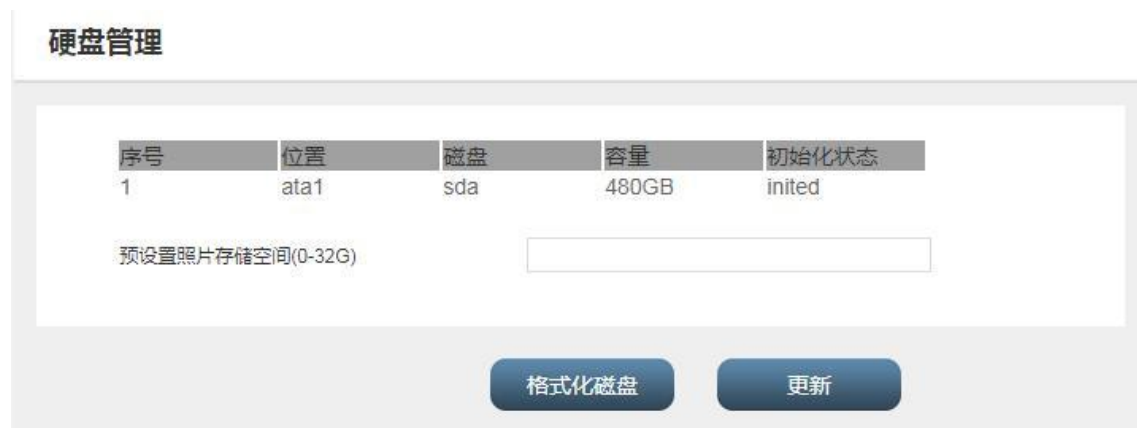 硬盘管理
序号 位置 磁盘 容量 初始化状态
1 ata1 sda 480GB inited
预设置照片存储空间(0-32G)
格式化磁盘 更新